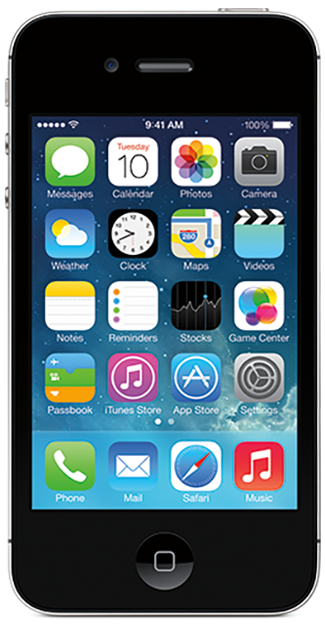 9:41 AM 100%
Tuesday
10
Messages Calendar Photos Camera
280
Weather Clock Maps Videos
Notes Reminders Stocks Game Center
Passbook iTunes Store App Store Settings
Phone Mail Safari Music